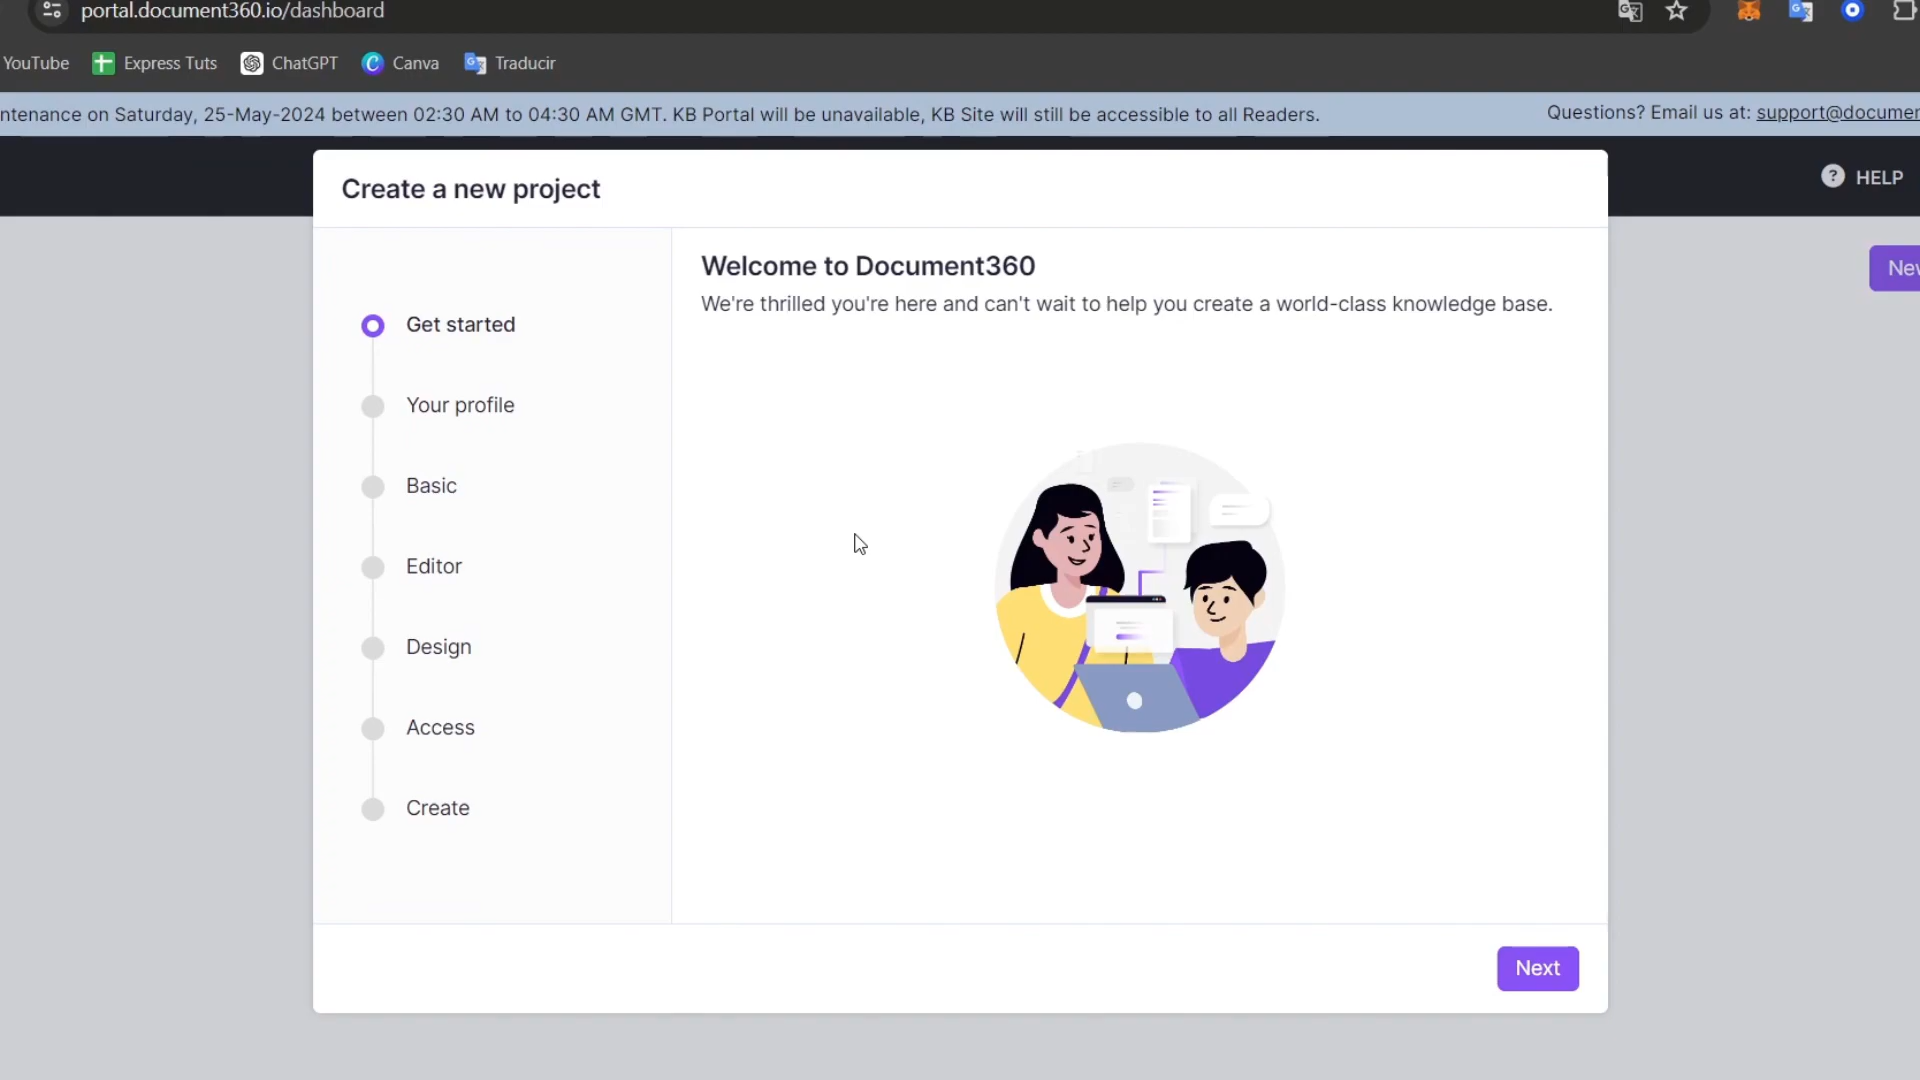 portal.document360.io/dashboard
YouTube Express Tuts ChatGPT Canva Traducir
ntenance on Saturday, 25-May-2024 between 02:30 AM to 04:30 AM GMT. KB Portal will be unavailable, KB Site will still be accessible to all Readers. Questions? Email us at: support@documen
Create a new project
HELP
Welcome to Document360
New
We're thrilled you're here and can't wait to help you create a world-class knowledge base.
Get started
Your profile
Basic
Editor
Design
Access
Create
Next